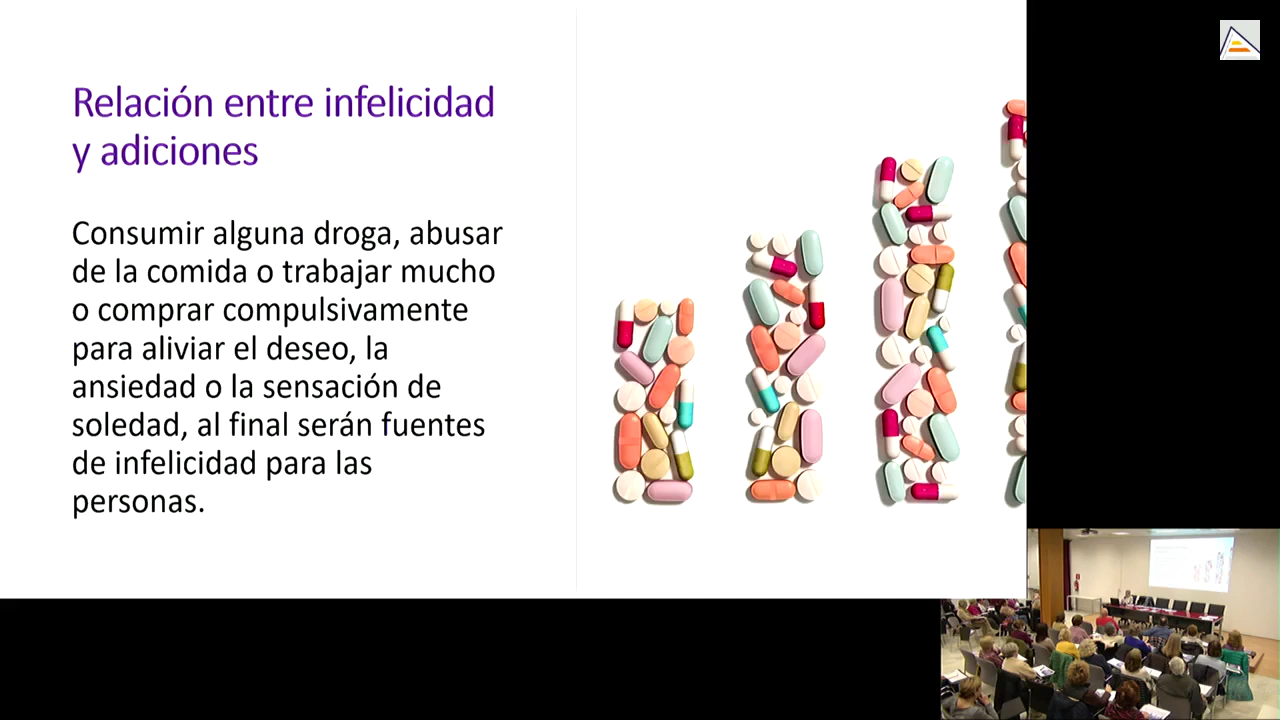 Relación entre infelicidad
y adiciones
Consumir alguna droga, abusar
de la comida o trabajar mucho
o comprar compulsivamente
para aliviar el deseo, la
ansiedad o la sensación de
soledad, al final serán fuentes
de infelicidad para las
personas.